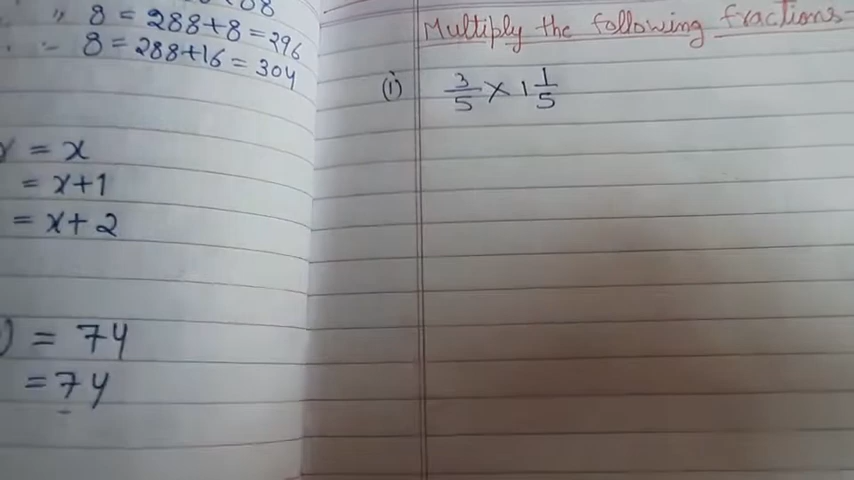 8 = 288+8 = 296
8 = 288+16 = 304
= x
= x+1
= x+2
) = 74
= 74
Multiply the following fractions-
(i) 3/5 × 1 1/5